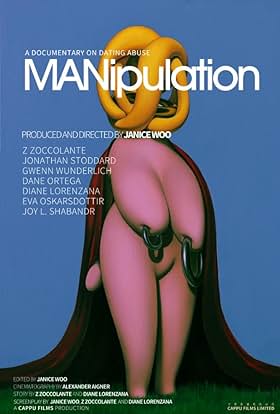 A DOCUMENTARY ON DATING ABUSE
MANipulation
PRODUCED AND DIRECTED BY JANICE WOO
Z ZOCCOLANTE
JONATHAN STODDARD
GWENN WUNDERLICH
DANE ORTEGA
DIANE LORENZANA
EVA OSKARSDOTTIR
JOY L. SHABANDR
EDITED BY JANICE WOO
CINEMATOGRAPHY BY ALEXANDER AIGNER
STORY BY Z ZOCCOLANTE AND DIANE LORENZANA
SCREENPLAY BY JANICE WOO Z ZOCCOLANTE AND DIANE LORENZANA
A CAPPU FILMS PRODUCTION
CAPPU FILMS LIMITED